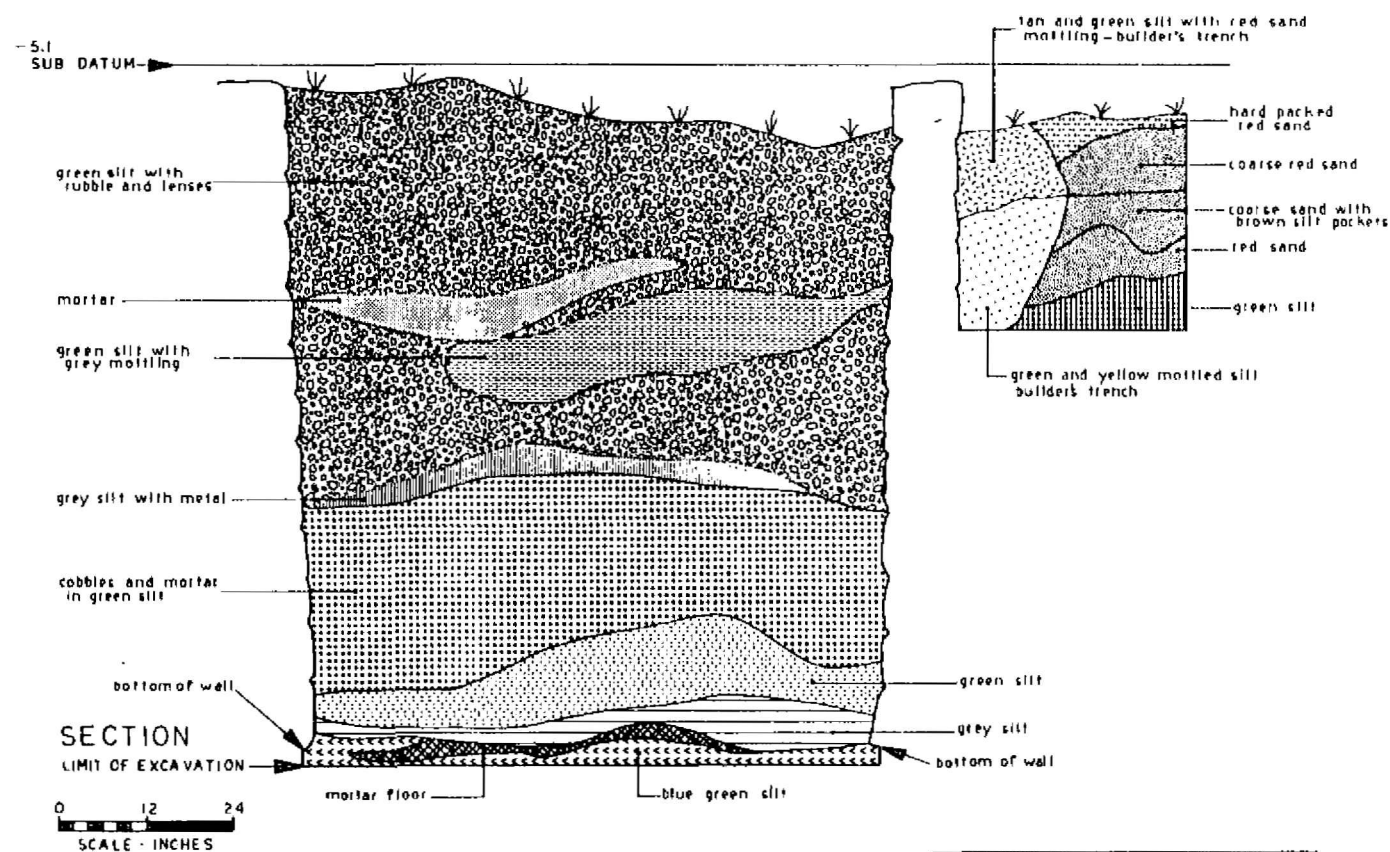 -5.1
SUB DATUM
tan and green silt with red sand
mottling-builder's trench
hard packed
red sand
coarse red sand
coarse sand with
brown silt pockets
red sand
green silt
green and yellow mottled silt
builder's trench
green silt with
rubble and lenses
mortar
green silt with
grey mottling
grey silt with metal
cobbles and mortar
in green silt
bottom of wall
green silt
grey silt
bottom of wall
SECTION
LIMIT OF EXCAVATION
mortar floor
blue green silt
0 12 24
SCALE - INCHES